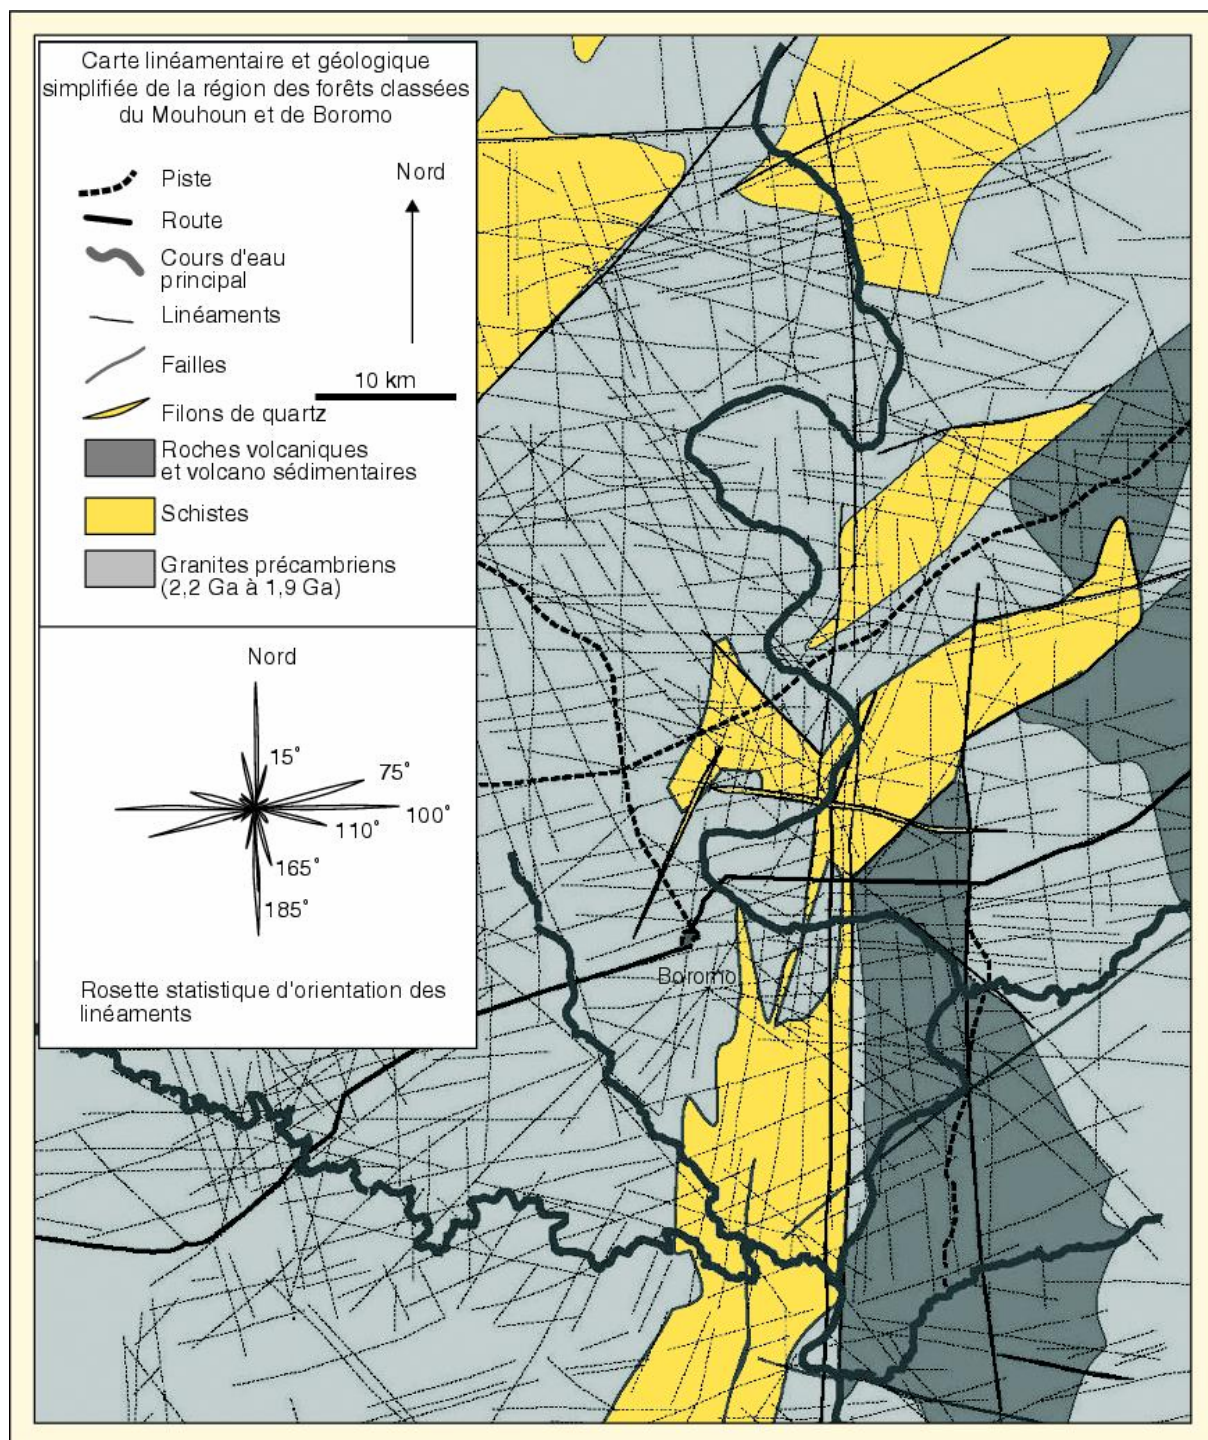 Carte linéamentaire et géologique
simplifiée de la région des forêts classées
du Mouhoun et de Boromo
Piste
Nord
Route
Cours d'eau
principal
Linéaments
Failles
10 km
Filons de quartz
Roches volcaniques
et volcano sédimentaires
Schistes
Granites précambriens
(2,2 Ga à 1,9 Ga)
Nord
15°
75°
100°
110°
165°
185°
Rosette statistique d'orientation des
linéaments
Boromo